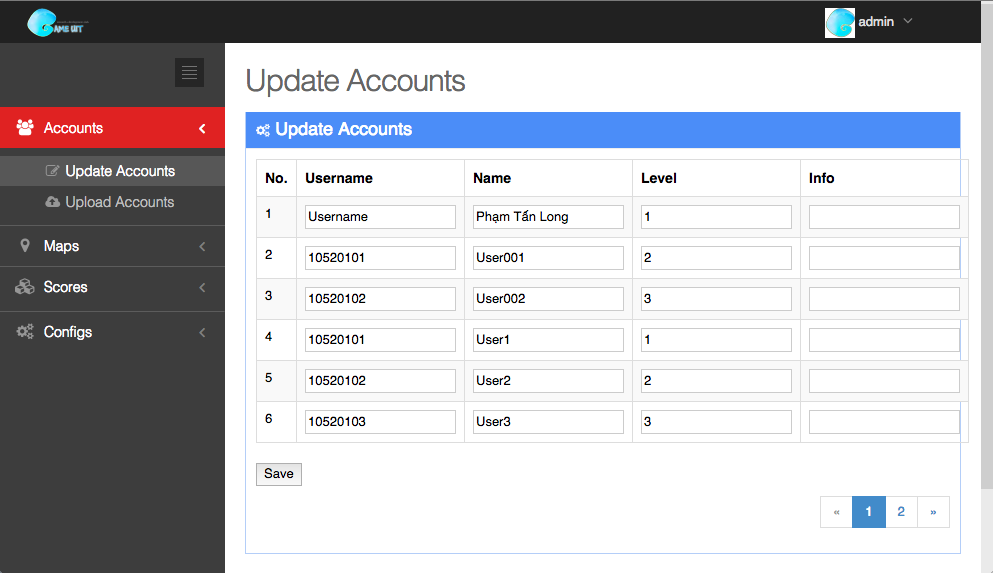 AME UIT
admin
Update Accounts
Accounts
Update Accounts
Upload Accounts
Maps
Scores
Configs
Update Accounts
No. Username Name Level Info
1 Username Phạm Tấn Long 1
2 10520101 User001 2
3 10520102 User002 3
4 10520101 User1 1
5 10520102 User2 2
6 10520103 User3 3
Save
« 1 2 »